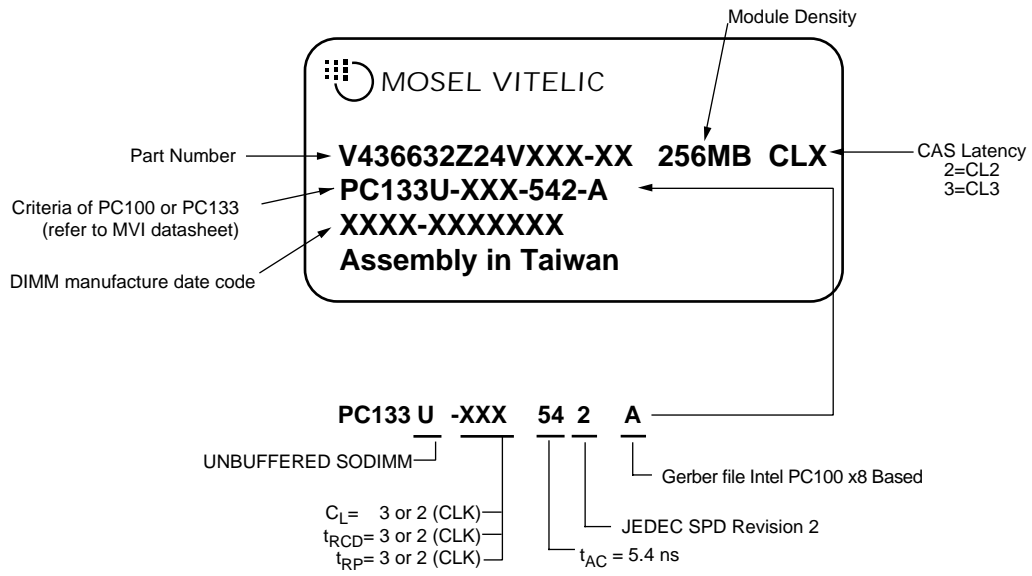 Module Density
MOSEL VITELIC
Part Number
V436632Z24VXXX-XX 256MB CLX
CAS Latency
2=CL2
3=CL3
Criteria of PC100 or PC133
(refer to MVI datasheet)
PC133U-XXX-542-A
XXXX-XXXXXXX
DIMM manufacture date code
Assembly in Taiwan
PC133 U -XXX 54 2 A
UNBUFFERED SODIMM
Gerber file Intel PC100 x8 Based
CL= 3 or 2 (CLK)
tRCD= 3 or 2 (CLK)
tRP= 3 or 2 (CLK)
JEDEC SPD Revision 2
tAC = 5.4 ns